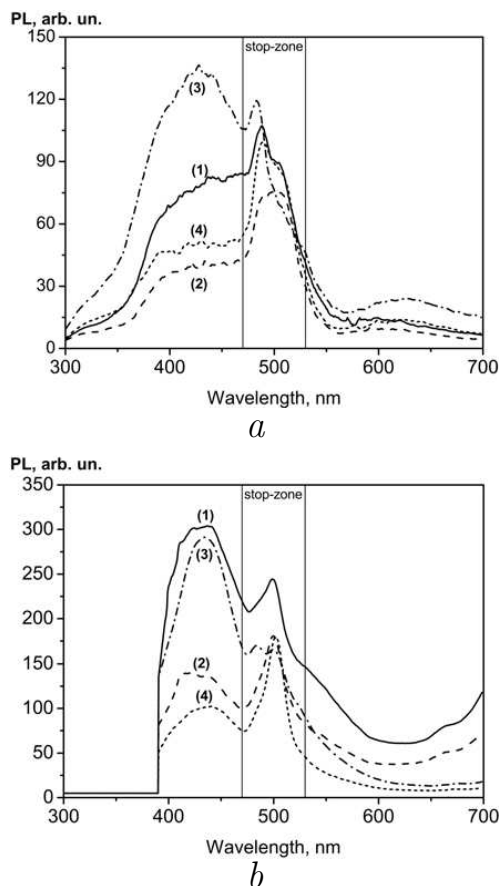 PL, arb. un.
150
stop-zone
(3)
120
(1)
90
(4)
60
(2)
30
0
300 400 500 600 700
Wavelength, nm
a
PL, arb. un.
350
stop-zone
(1)
300
(3)
250
200
(2)
150
(4)
100
50
0
300 400 500 600 700
Wavelength, nm
b